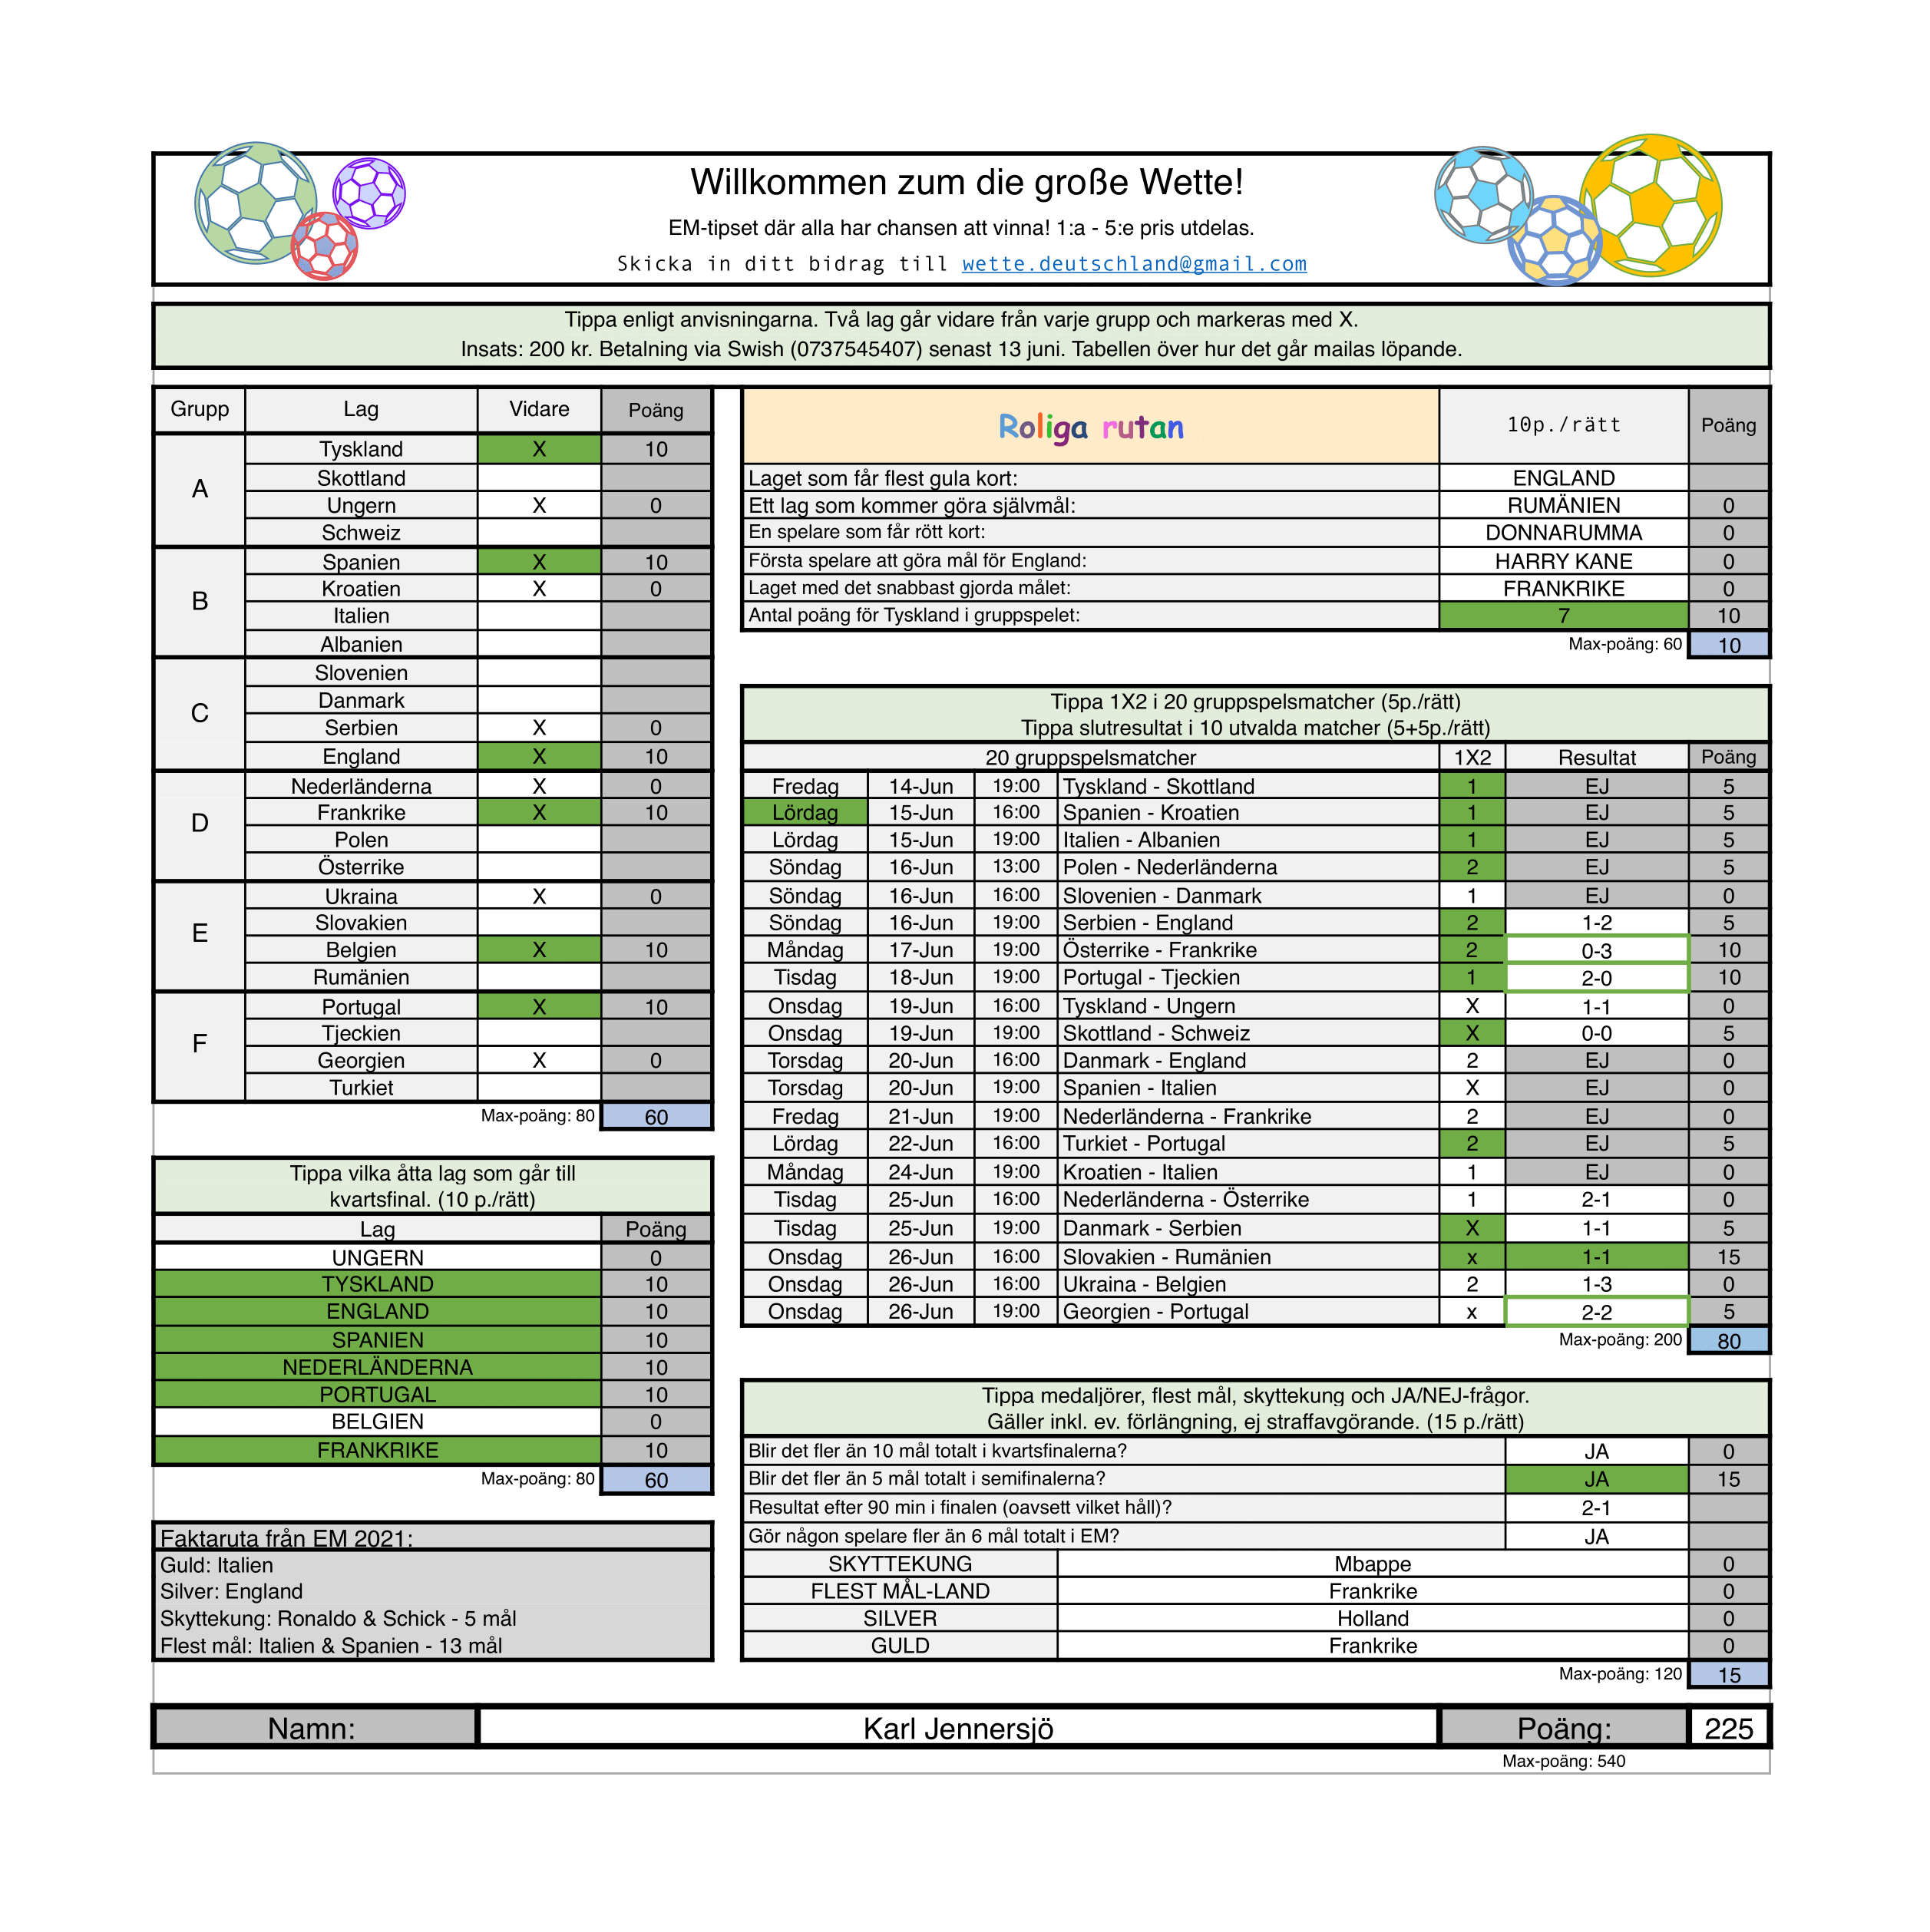 Willkommen zum die große Wette!
EM-tipset där alla har chansen att vinna! 1:a - 5:e pris utdelas.
Skicka in ditt bidrag till wette.deutschland@gmail.com
Tippa enligt anvisningarna. Två lag går vidare från varje grupp och markeras med X.
Insats: 200 kr. Betalning via Swish (0737545407) senast 13 juni. Tabellen över hur det går mailas löpande.
Grupp Lag Vidare Poäng
A
Tyskland X 10
Skottland
Ungern X 0
Schweiz
B
Spanien X 10
Kroatien X 0
Italien
Albanien
C
Slovenien
Danmark
Serbien X 0
England X 10
D
Nederländerna X 0
Frankrike X 10
Polen
Österrike
E
Ukraina X 0
Slovakien
Belgien X 10
Rumänien
F
Portugal X 10
Tjeckien
Georgien X 0
Turkiet
Max-poäng: 80 60
Tippa vilka åtta lag som går till
kvartsfinal. (10 p./rätt)
Lag Poäng
UNGERN 0
TYSKLAND 10
ENGLAND 10
SPANIEN 10
NEDERLÄNDERNA 10
PORTUGAL 10
BELGIEN 0
FRANKRIKE 10
Max-poäng: 80 60
Faktaruta från EM 2021:
Guld: Italien
Silver: England
Skyttekung: Ronaldo & Schick - 5 mål
Flest mål: Italien & Spanien - 13 mål
Roliga rutan 10p./rätt Poäng
Laget som får flest gula kort: ENGLAND
Ett lag som kommer göra självmål: RUMÄNIEN 0
En spelare som får rött kort: DONNARUMMA 0
Första spelare att göra mål för England: HARRY KANE 0
Laget med det snabbast gjorda målet: FRANKRIKE 0
Antal poäng för Tyskland i gruppspelet: 7 10
Max-poäng: 60 10
Tippa 1X2 i 20 gruppspelsmatcher (5p./rätt)
Tippa slutresultat i 10 utvalda matcher (5+5p./rätt)
20 gruppspelsmatcher 1X2 Resultat Poäng
Fredag 14-Jun 19:00 Tyskland - Skottland 1 EJ 5
Lördag 15-Jun 16:00 Spanien - Kroatien 1 EJ 5
Lördag 15-Jun 19:00 Italien - Albanien 1 EJ 5
Söndag 16-Jun 13:00 Polen - Nederländerna 2 EJ 5
Söndag 16-Jun 16:00 Slovenien - Danmark 1 EJ 0
Söndag 16-Jun 19:00 Serbien - England 2 1-2 5
Måndag 17-Jun 19:00 Österrike - Frankrike 2 0-3 10
Tisdag 18-Jun 19:00 Portugal - Tjeckien 1 2-0 10
Onsdag 19-Jun 16:00 Tyskland - Ungern X 1-1 0
Onsdag 19-Jun 19:00 Skottland - Schweiz X 0-0 5
Torsdag 20-Jun 16:00 Danmark - England 2 EJ 0
Torsdag 20-Jun 19:00 Spanien - Italien X EJ 0
Fredag 21-Jun 19:00 Nederländerna - Frankrike 2 EJ 0
Lördag 22-Jun 16:00 Turkiet - Portugal 2 EJ 5
Måndag 24-Jun 19:00 Kroatien - Italien 1 EJ 0
Tisdag 25-Jun 16:00 Nederländerna - Österrike 1 2-1 0
Tisdag 25-Jun 19:00 Danmark - Serbien X 1-1 5
Onsdag 26-Jun 16:00 Slovakien - Rumänien x 1-1 15
Onsdag 26-Jun 16:00 Ukraina - Belgien 2 1-3 0
Onsdag 26-Jun 19:00 Georgien - Portugal x 2-2 5
Max-poäng: 200 80
Tippa medaljörer, flest mål, skyttekung och JA/NEJ-frågor.
Gäller inkl. ev. förlängning, ej straffavgörande. (15 p./rätt)
Blir det fler än 10 mål totalt i kvartsfinalerna? JA 0
Blir det fler än 5 mål totalt i semifinalerna? JA 15
Resultat efter 90 min i finalen (oavsett vilket håll)? 2-1
Gör någon spelare fler än 6 mål totalt i EM? JA
SKYTTEKUNG Mbappe 0
FLEST MÅL-LAND Frankrike 0
SILVER Holland 0
GULD Frankrike 0
Max-poäng: 120 15
Namn: Karl Jennersjö Poäng: 225
Max-poäng: 540